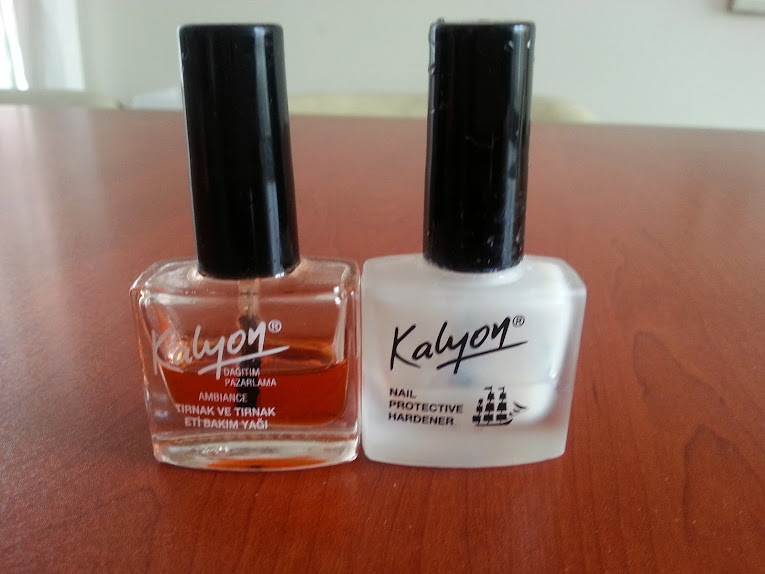 Kalyon®
DAĞITIM
PAZARLAMA
AMBIANCE
TIRNAK VE TIRNAK
ETİ BAKIM YAĞI
Kalyon®
NAIL
PROTECTIVE
HARDENER